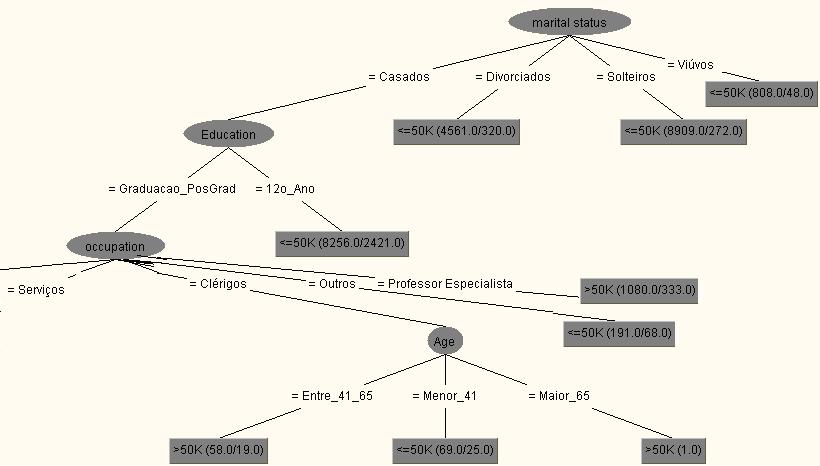 marital status
= Viúvos
= Casados
= Divorciados
= Solteiros
<=50K (808.0/48.0)
Education
<=50K (4561.0/320.0)
<=50K (8909.0/272.0)
= Graduacao_PosGrad
= 12o_Ano
occupation
<=50K (8256.0/2421.0)
= Serviços
= Clérigos
= Outros
= Professor Especialista
>50K (1080.0/333.0)
<=50K (191.0/68.0)
Age
= Entre_41_65
= Menor_41
= Maior_65
>50K (58.0/19.0)
<=50K (69.0/25.0)
>50K (1.0)